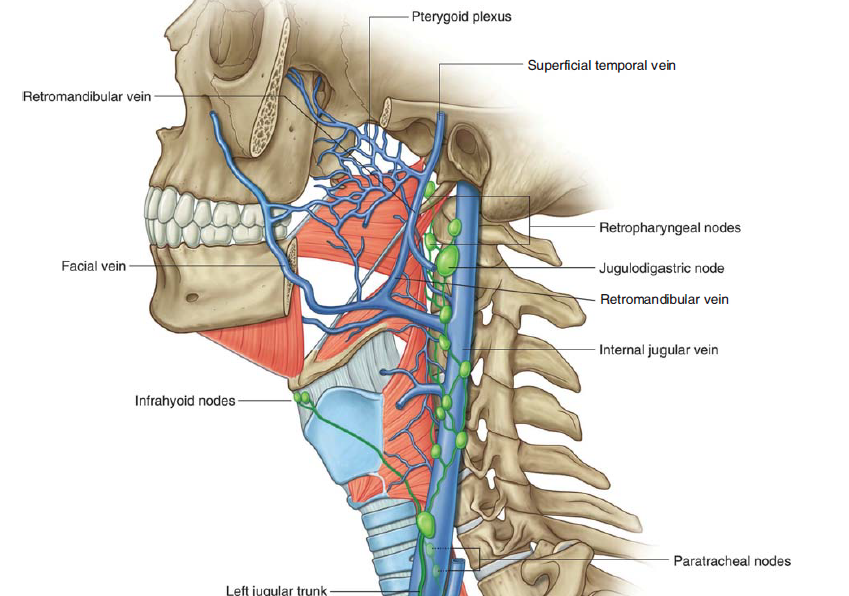 Pterygoid plexus
Superficial temporal vein
Retromandibular vein
Retropharyngeal nodes
Facial vein
Jugulodigastric node
Retromandibular vein
Internal jugular vein
Infrahyoid nodes
Paratracheal nodes
Left jugular trunk